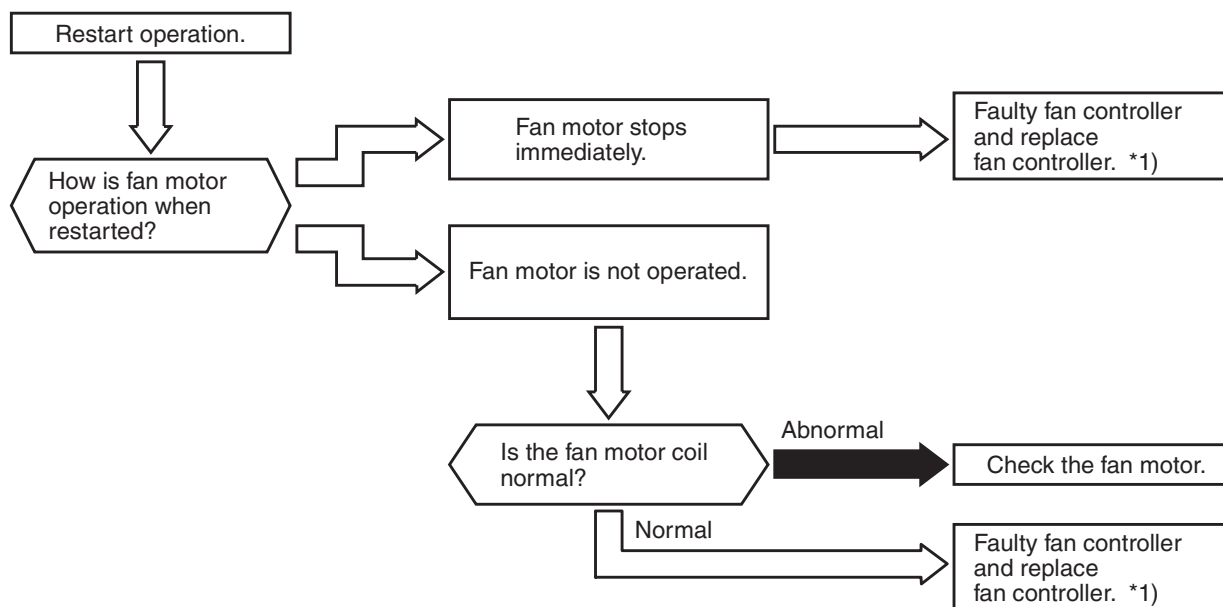 Restart operation.
How is fan motor
operation when
restarted?
Fan motor stops
immediately.
Faulty fan controller
and replace
fan controller. *1)
Fan motor is not operated.
Is the fan motor coil
normal?
Abnormal
Check the fan motor.
Normal
Faulty fan controller
and replace
fan controller. *1)